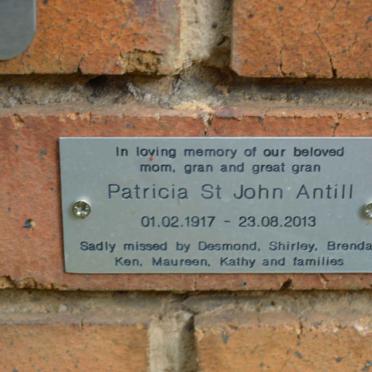 In loving memory of our beloved
mom, gran and great gran
Patricia St John Antill
01.02.1917 - 23.08.2013
Sadly missed by Desmond, Shirley, Brenda
Ken, Maureen, Kathy and families